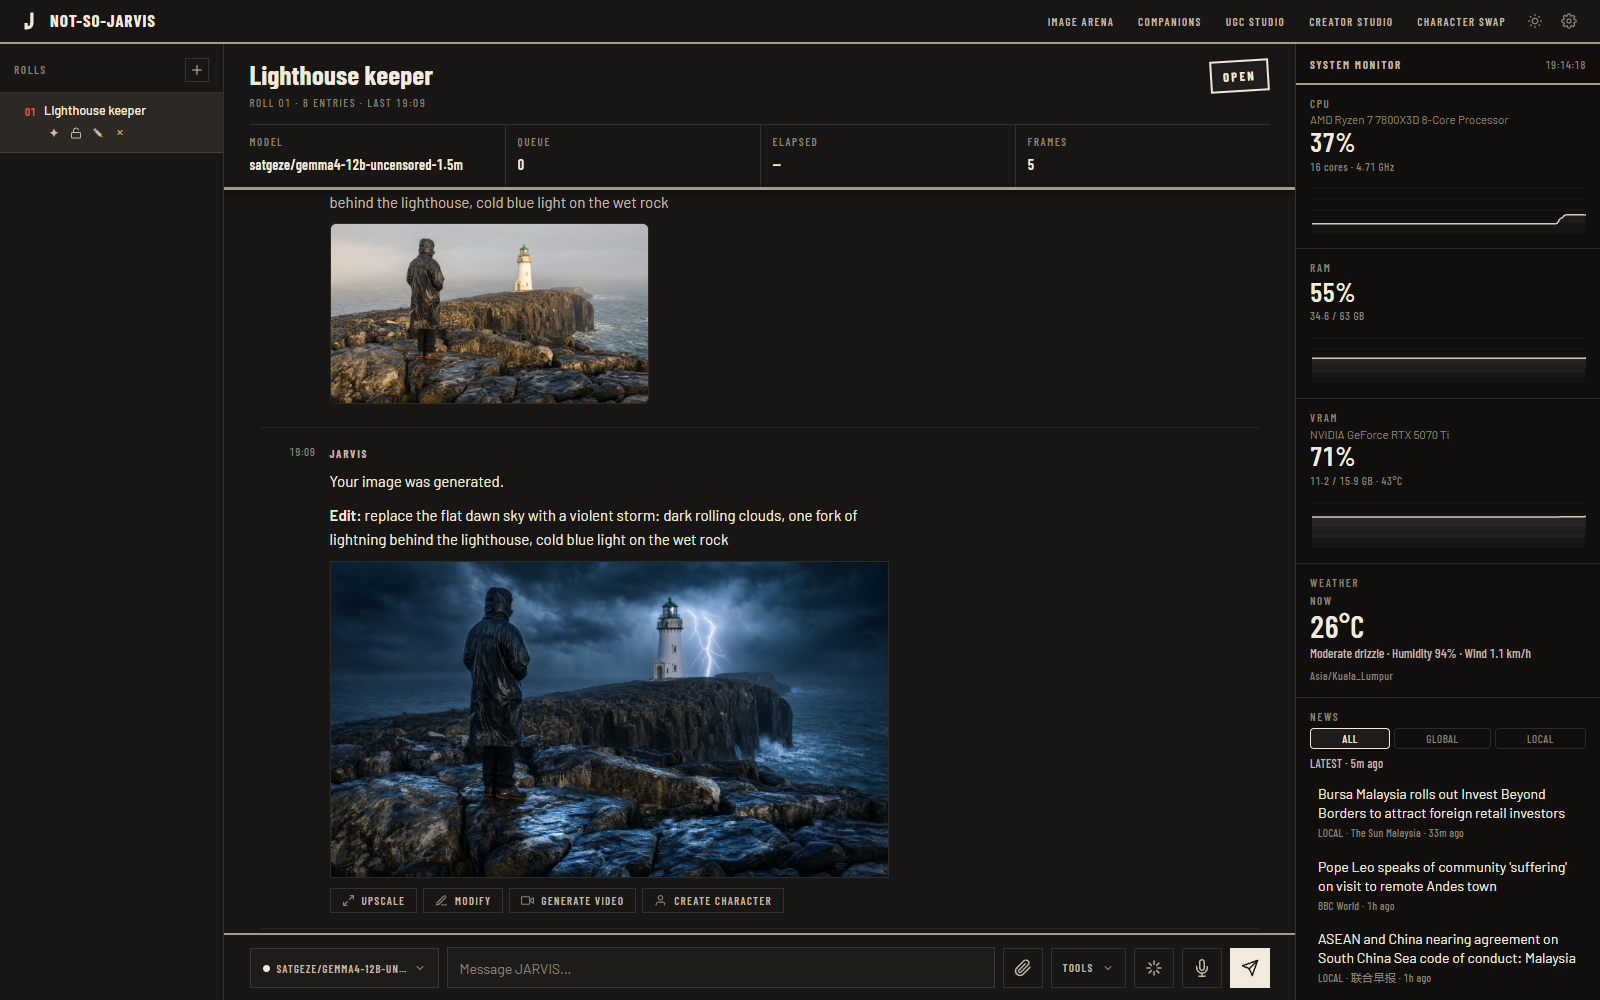 NOT-SO-JARVIS
IMAGE ARENA
COMPANIONS
UGC STUDIO
CREATOR STUDIO
CHARACTER SWAP
ROLLS
01 Lighthouse keeper
Lighthouse keeper
ROLL 01 · 8 ENTRIES · LAST 19:09
OPEN
MODEL
satgeze/gemma4-12b-uncensored-1.5m
QUEUE
0
ELAPSED
—
FRAMES
5
behind the lighthouse, cold blue light on the wet rock
19:09 JARVIS
Your image was generated.
Edit: replace the flat dawn sky with a violent storm: dark rolling clouds, one fork of
lightning behind the lighthouse, cold blue light on the wet rock
UPSCALE
MODIFY
GENERATE VIDEO
CREATE CHARACTER
SATGEZE/GEMMA4-12B-UN...
Message JARVIS...
TOOLS
SYSTEM MONITOR
19:14:18
CPU
AMD Ryzen 7 7800X3D 8-Core Processor
37%
16 cores · 4.71 GHz
RAM
55%
34.6 / 63 GB
VRAM
NVIDIA GeForce RTX 5070 Ti
71%
11.2 / 15.9 GB · 43°C
WEATHER
NOW
26°C
Moderate drizzle · Humidity 94% · Wind 1.1 km/h
Asia/Kuala_Lumpur
NEWS
ALL
GLOBAL
LOCAL
LATEST · 5m ago
Bursa Malaysia rolls out Invest Beyond
Borders to attract foreign retail investors
LOCAL · The Sun Malaysia · 33m ago
Pope Leo speaks of community 'suffering'
on visit to remote Andes town
BBC World · 1h ago
ASEAN and China nearing agreement on
South China Sea code of conduct: Malaysia
LOCAL · 联合早报 · 1h ago